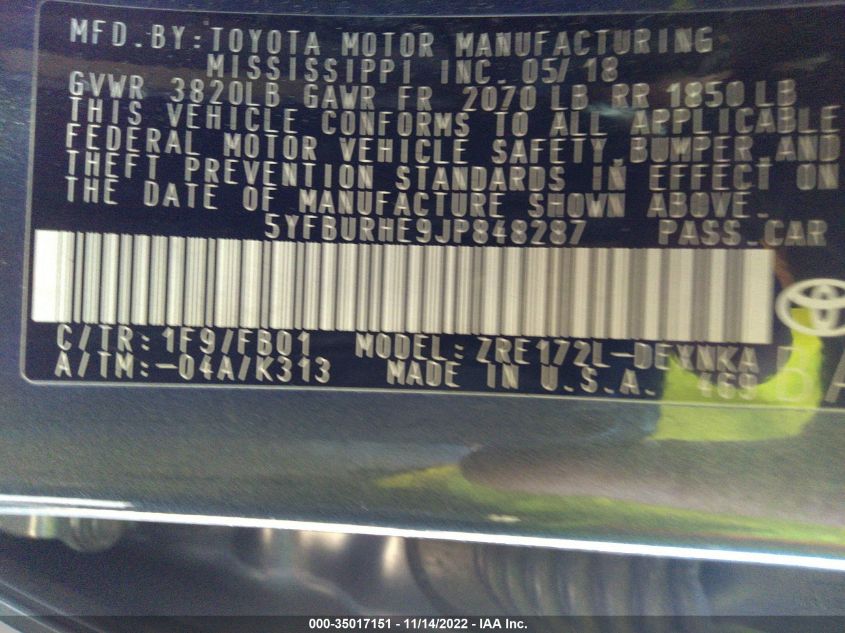 MFD.BY:TOYOTA MOTOR MANUFACTURING
MISSISSIPPI INC. 05/18
GVWR 3820LB GAWR FR 2070 LB RR 1850 LB
THIS VEHICLE CONFORMS TO ALL APPLICABLE
FEDERAL MOTOR VEHICLE SAFETY,BUMPER,AND
THEFT PREVENTION STANDARDS IN EFFECT ON
THE DATE OF MANUFACTURE SHOWN ABOVE.
5YFBURHE9JP848287 PASS.CAR
C/TR:1F9/FB01 MODEL:ZRE172L-DEXNKA
A/TM:-04A/K313 MADE IN U.S.A. 469
000-35017151 — 11/14/2022 — IAA Inc.